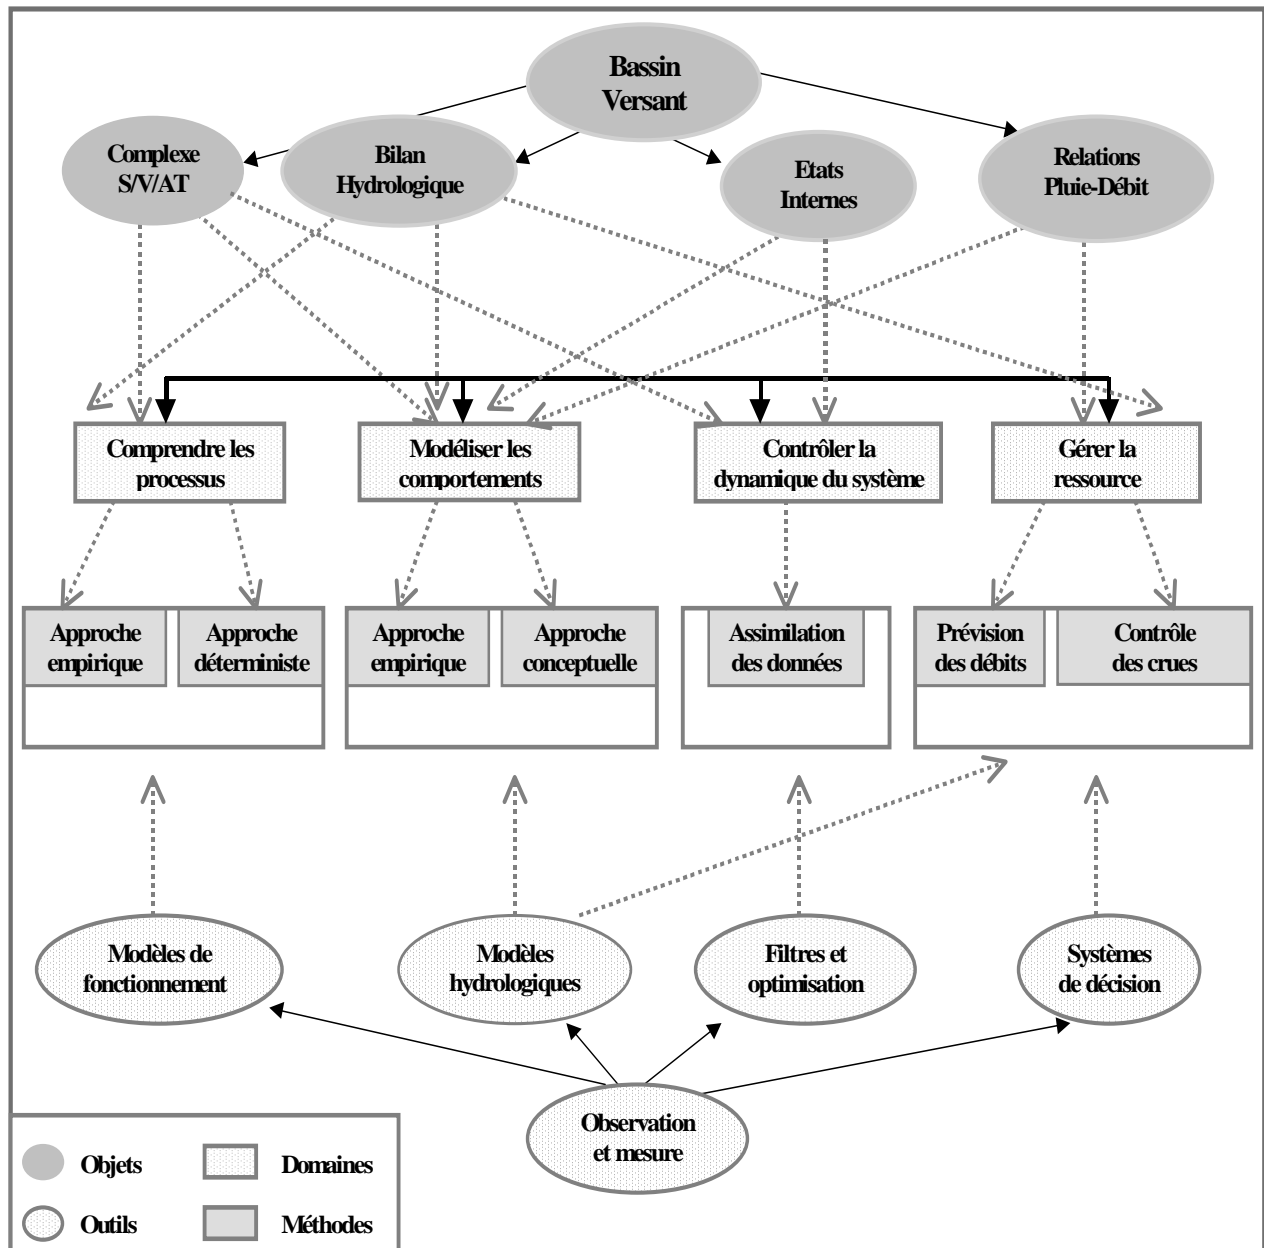 Bassin
Versant
Complexe
S/V/AT
Bilan
Hydrologique
Etats
Internes
Relations
Pluie-Débit
Comprendre les
processus
Modéliser les
comportements
Contrôler la
dynamique du système
Gérer la
ressource
Approche
empirique
Approche
déterministe
Approche
empirique
Approche
conceptuelle
Assimilation
des données
Prévision
des débits
Contrôle
des crues
Modèles de
fonctionnement
Modèles
hydrologiques
Filtres et
optimisation
Systèmes
de décision
Observation
et mesure
Objets
Domaines
Outils
Méthodes